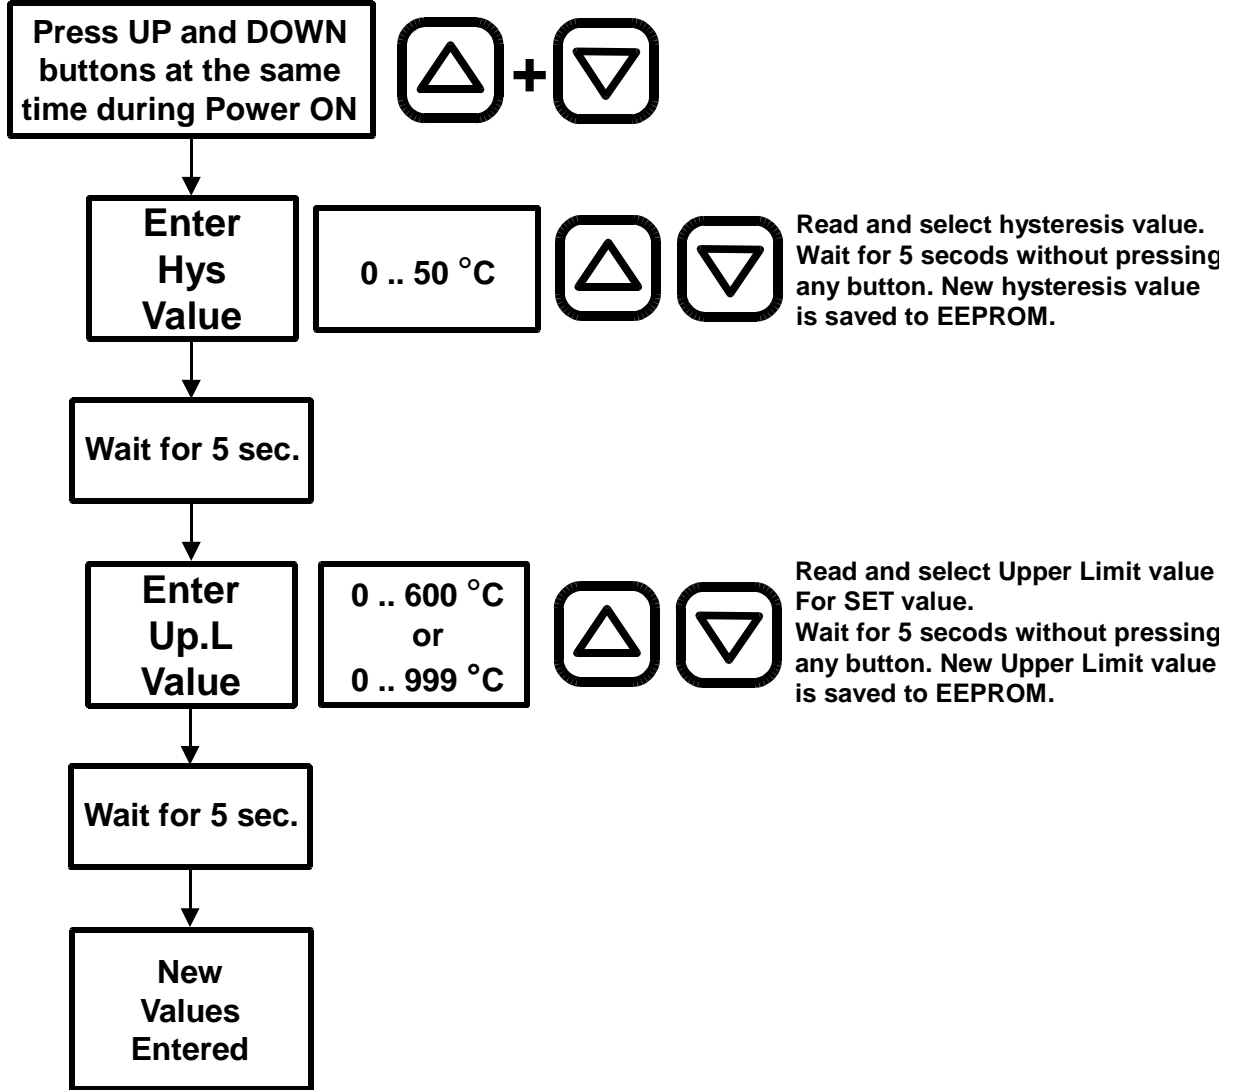 Press UP and DOWN
buttons at the same
time during Power ON
+
Enter
Hys
Value
0 .. 50 °C
Read and select hysteresis value.
Wait for 5 secods without pressing
any button. New hysteresis value
is saved to EEPROM.
Wait for 5 sec.
Enter
Up.L
Value
0 .. 600 °C
or
0 .. 999 °C
Read and select Upper Limit value
For SET value.
Wait for 5 secods without pressing
any button. New Upper Limit value
is saved to EEPROM.
Wait for 5 sec.
New
Values
Entered